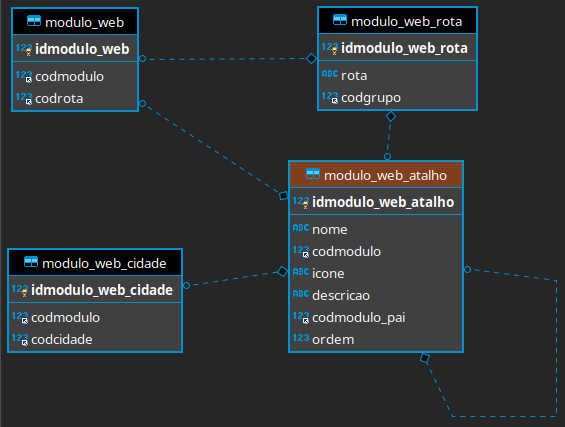 modulo_web
123 idmodulo_web
123 codmodulo
123 codrota
modulo_web_rota
123 idmodulo_web_rota
ABC rota
123 codgrupo
modulo_web_atalho
123 idmodulo_web_atalho
ABC nome
123 codmodulo
ABC icone
ABC descricao
123 codmodulo_pai
123 ordem
modulo_web_cidade
123 idmodulo_web_cidade
123 codmodulo
123 codcidade